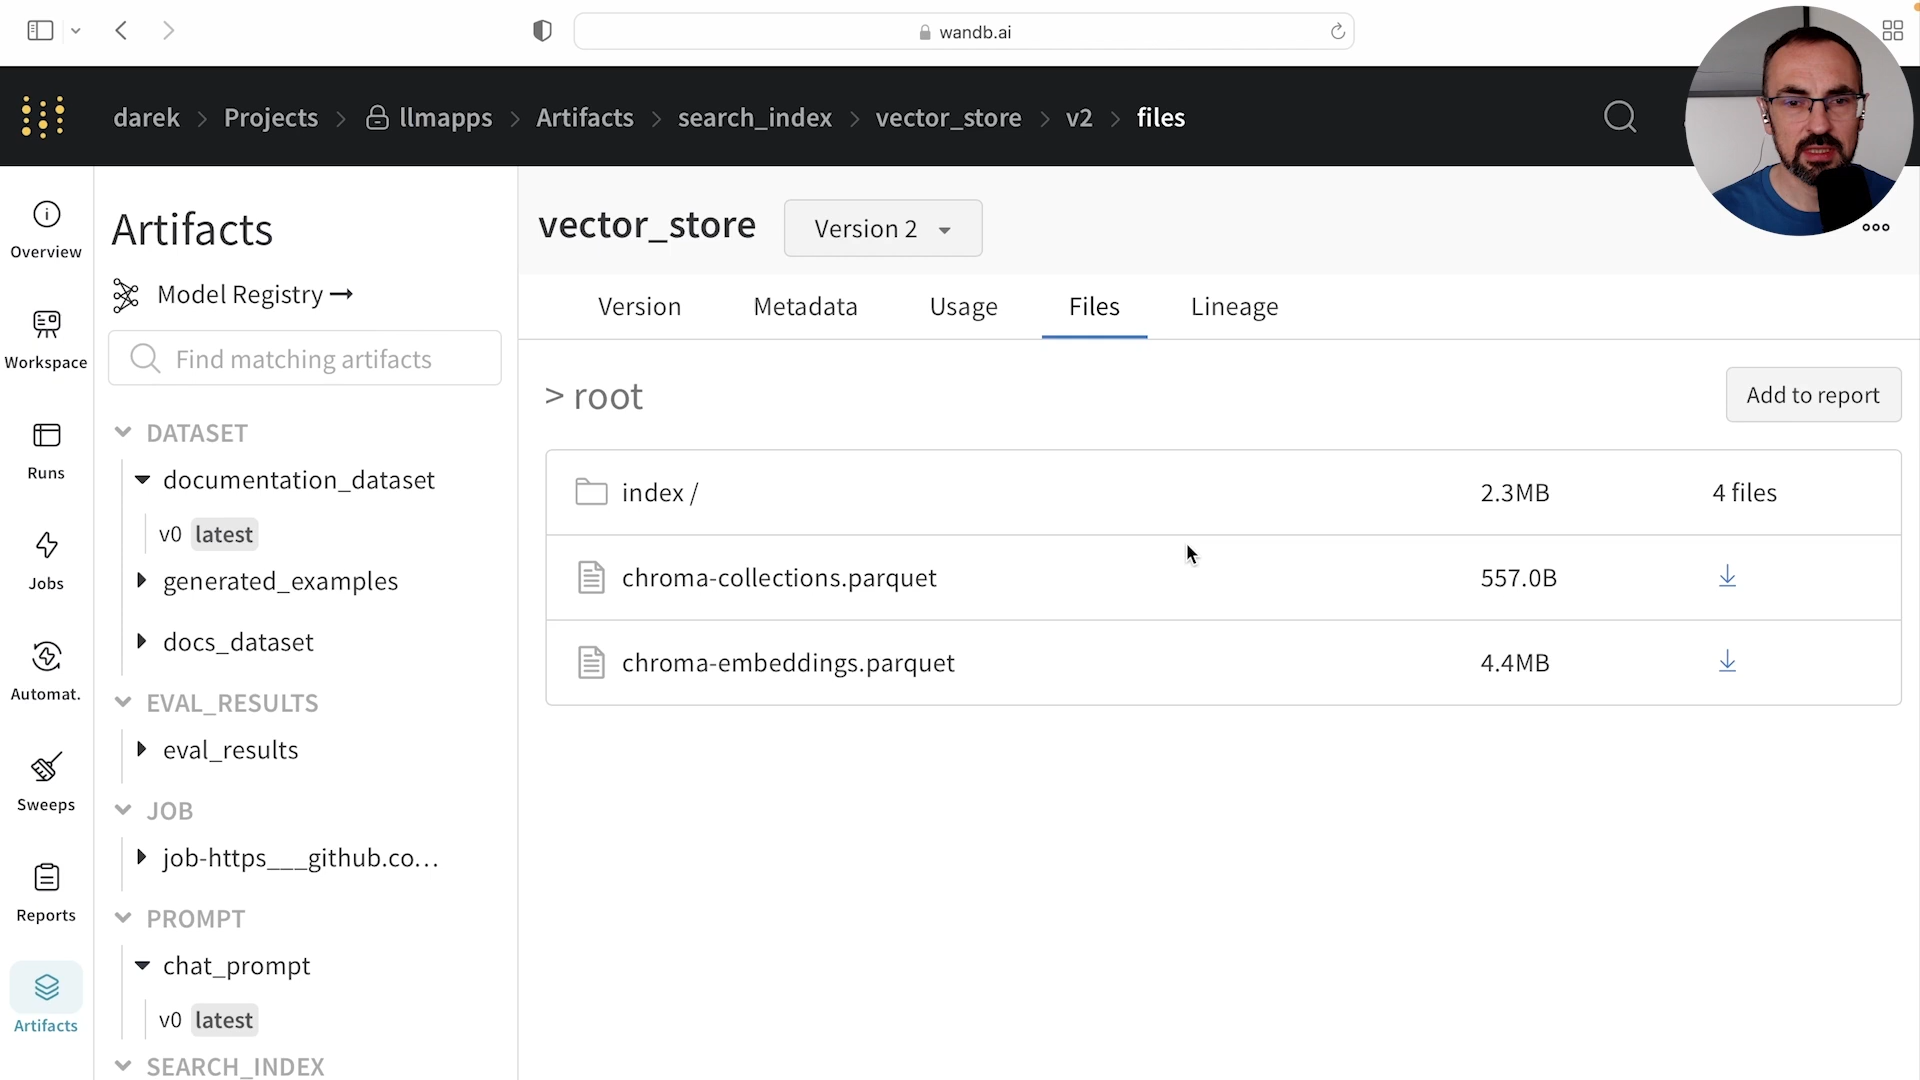 wandb.ai
darek > Projects > llmapps > Artifacts > search_index > vector_store > v2 > files
Overview
Workspace
Runs
Jobs
Automat.
Sweeps
Reports
Artifacts
Artifacts
Model Registry →
Find matching artifacts
DATASET
documentation_dataset
v0 latest
generated_examples
docs_dataset
EVAL_RESULTS
eval_results
JOB
job-https___github.co...
PROMPT
chat_prompt
v0 latest
SEARCH_INDEX
vector_store Version 2
Version Metadata Usage Files Lineage
> root Add to report
index / 2.3MB 4 files
chroma-collections.parquet 557.0B
chroma-embeddings.parquet 4.4MB